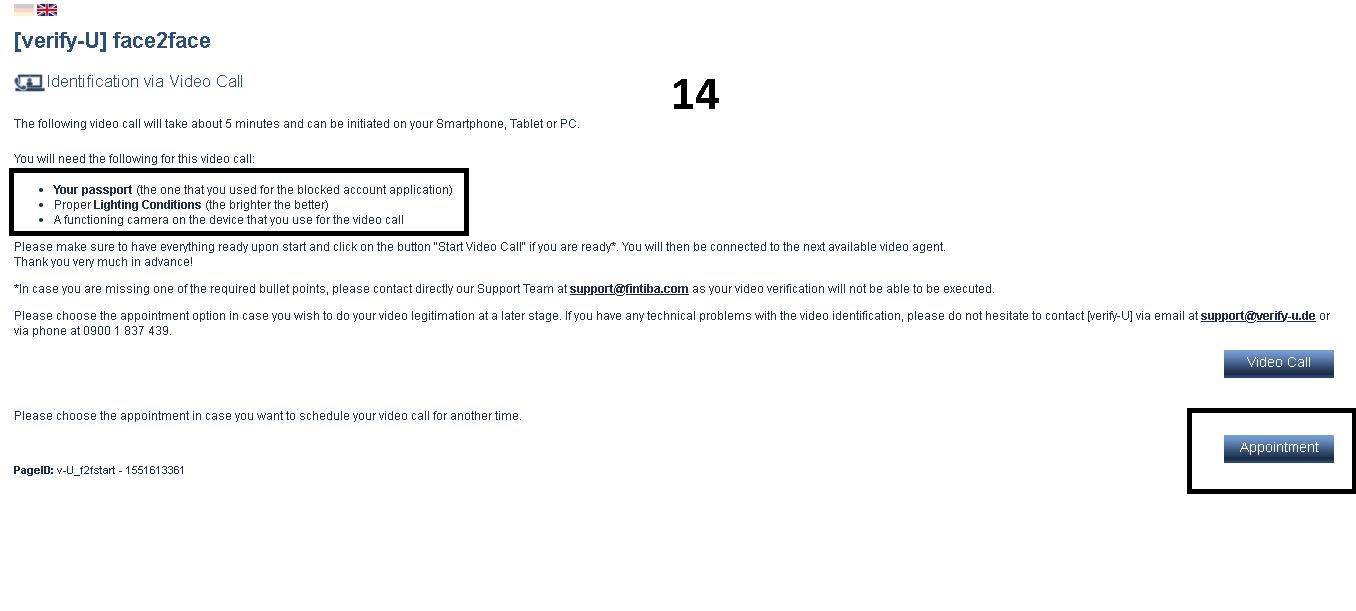 [verify-U] face2face
Identification via Video Call
14
The following video call will take about 5 minutes and can be initiated on your Smartphone, Tablet or PC.
You will need the following for this video call:
• Your passport (the one that you used for the blocked account application)
• Proper Lighting Conditions (the brighter the better)
• A functioning camera on the device that you use for the video call
Please make sure to have everything ready upon start and click on the button "Start Video Call" if you are ready*. You will then be connected to the next available video agent.
Thank you very much in advance!
*In case you are missing one of the required bullet points, please contact directly our Support Team at support@fintiba.com as your video verification will not be able to be executed.
Please choose the appointment option in case you wish to do your video legitimation at a later stage. If you have any technical problems with the video identification, please do not hesitate to contact [verify-U] via email at support@verify-u.de or
via phone at 0900 1 837 439.
Video Call
Please choose the appointment in case you want to schedule your video call for another time.
Appointment
PageID: v-U_f2fstart - 1551613361